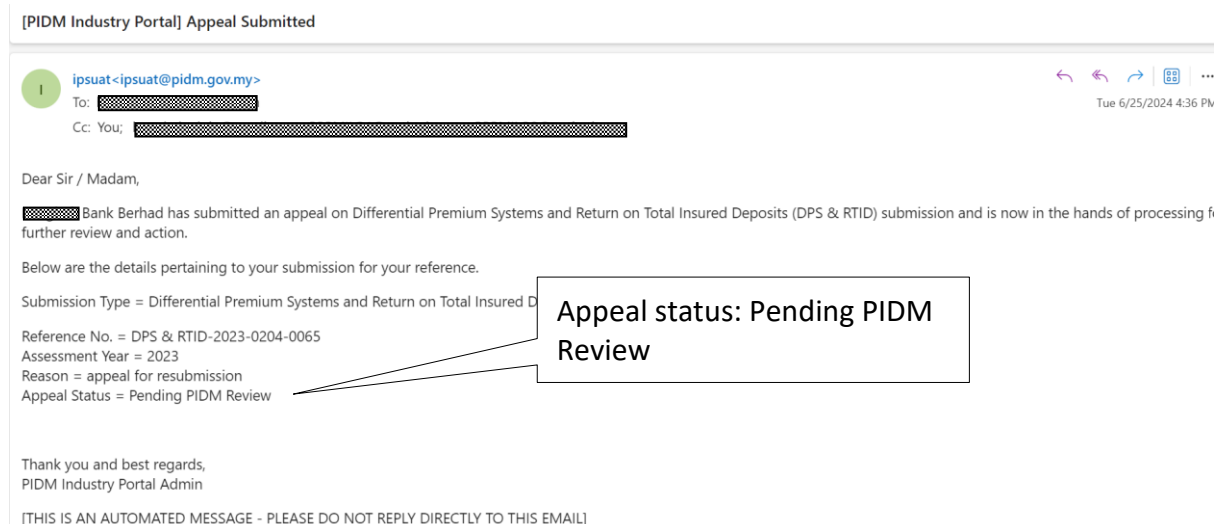 [PIDM Industry Portal] Appeal Submitted
I
ipsuat<ipsuat@pidm.gov.my>
To:
Tue 6/25/2024 4:36 PM
Cc: You;
Dear Sir / Madam,
Bank Berhad has submitted an appeal on Differential Premium Systems and Return on Total Insured Deposits (DPS & RTID) submission and is now in the hands of processing
further review and action.
Below are the details pertaining to your submission for your reference.
Submission Type = Differential Premium Systems and Return on Total Insured D
Appeal status: Pending PIDM
Review
Reference No. = DPS & RTID-2023-0204-0065
Assessment Year = 2023
Reason = appeal for resubmission
Appeal Status = Pending PIDM Review
Thank you and best regards,
PIDM Industry Portal Admin
[THIS IS AN AUTOMATED MESSAGE - PLEASE DO NOT REPLY DIRECTLY TO THIS EMAIL]